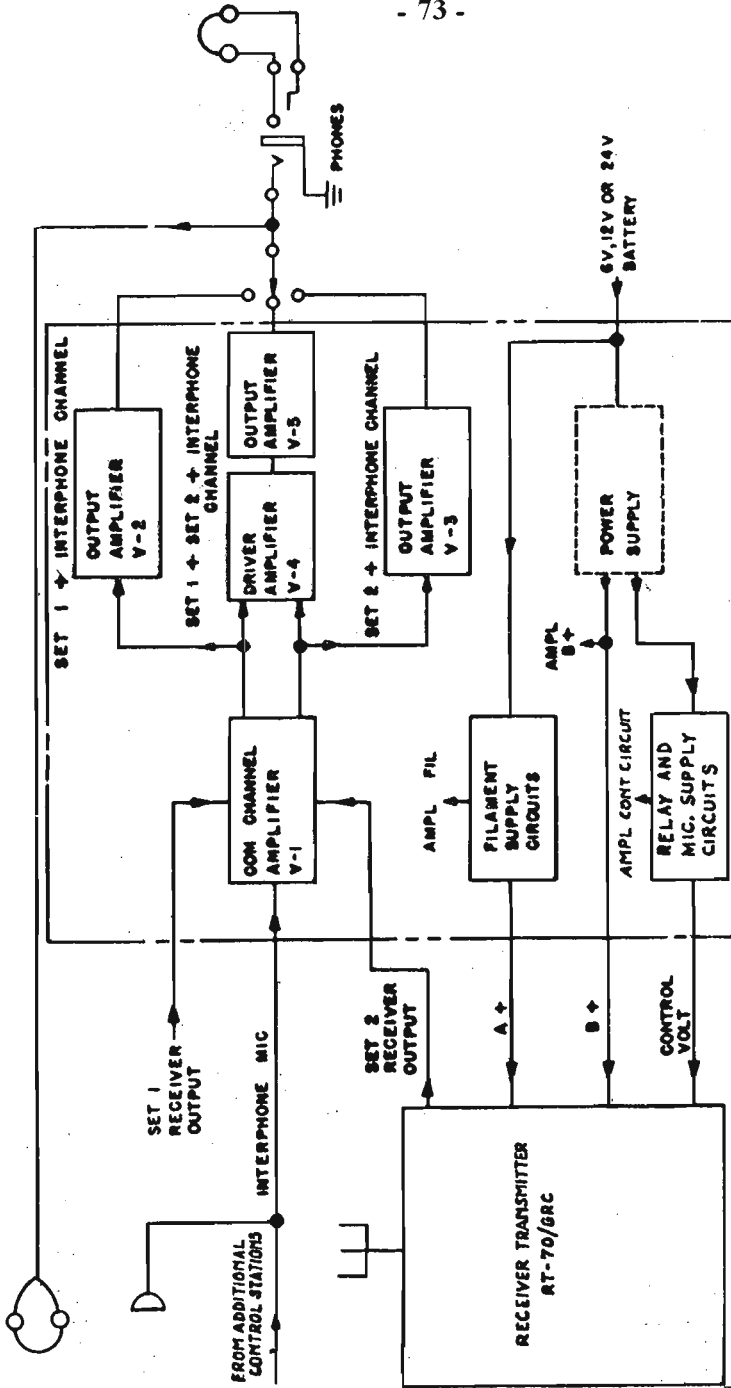 - 73 -
PHONES
SET 1 + INTERPHONE CHANNEL
OUTPUT
AMPLIFIER
V-2
SET 1 + SET 2 + INTERPHONE
CHANNEL
DRIVER
AMPLIFIER
V-4
OUTPUT
AMPLIFIER
V-5
SET 2 + INTERPHONE CHANNEL
OUTPUT
AMPLIFIER
V-3
COM CHANNEL
AMPLIFIER
V-1
SET 1
RECEIVER
OUTPUT
INTERPHONE MIC
FROM ADDITIONAL
CONTROL STATIONS
SET 2
RECEIVER
OUTPUT
6V, 12V OR 24V
BATTERY
POWER
SUPPLY
AMPL
B+
AMPL FIL
FILAMENT
SUPPLY
CIRCUITS
AMPL CONT CIRCUIT
RELAY AND
MIC. SUPPLY
CIRCUITS
A +
B +
CONTROL
VOLT
RECEIVER TRANSMITTER
RT-70/GRC